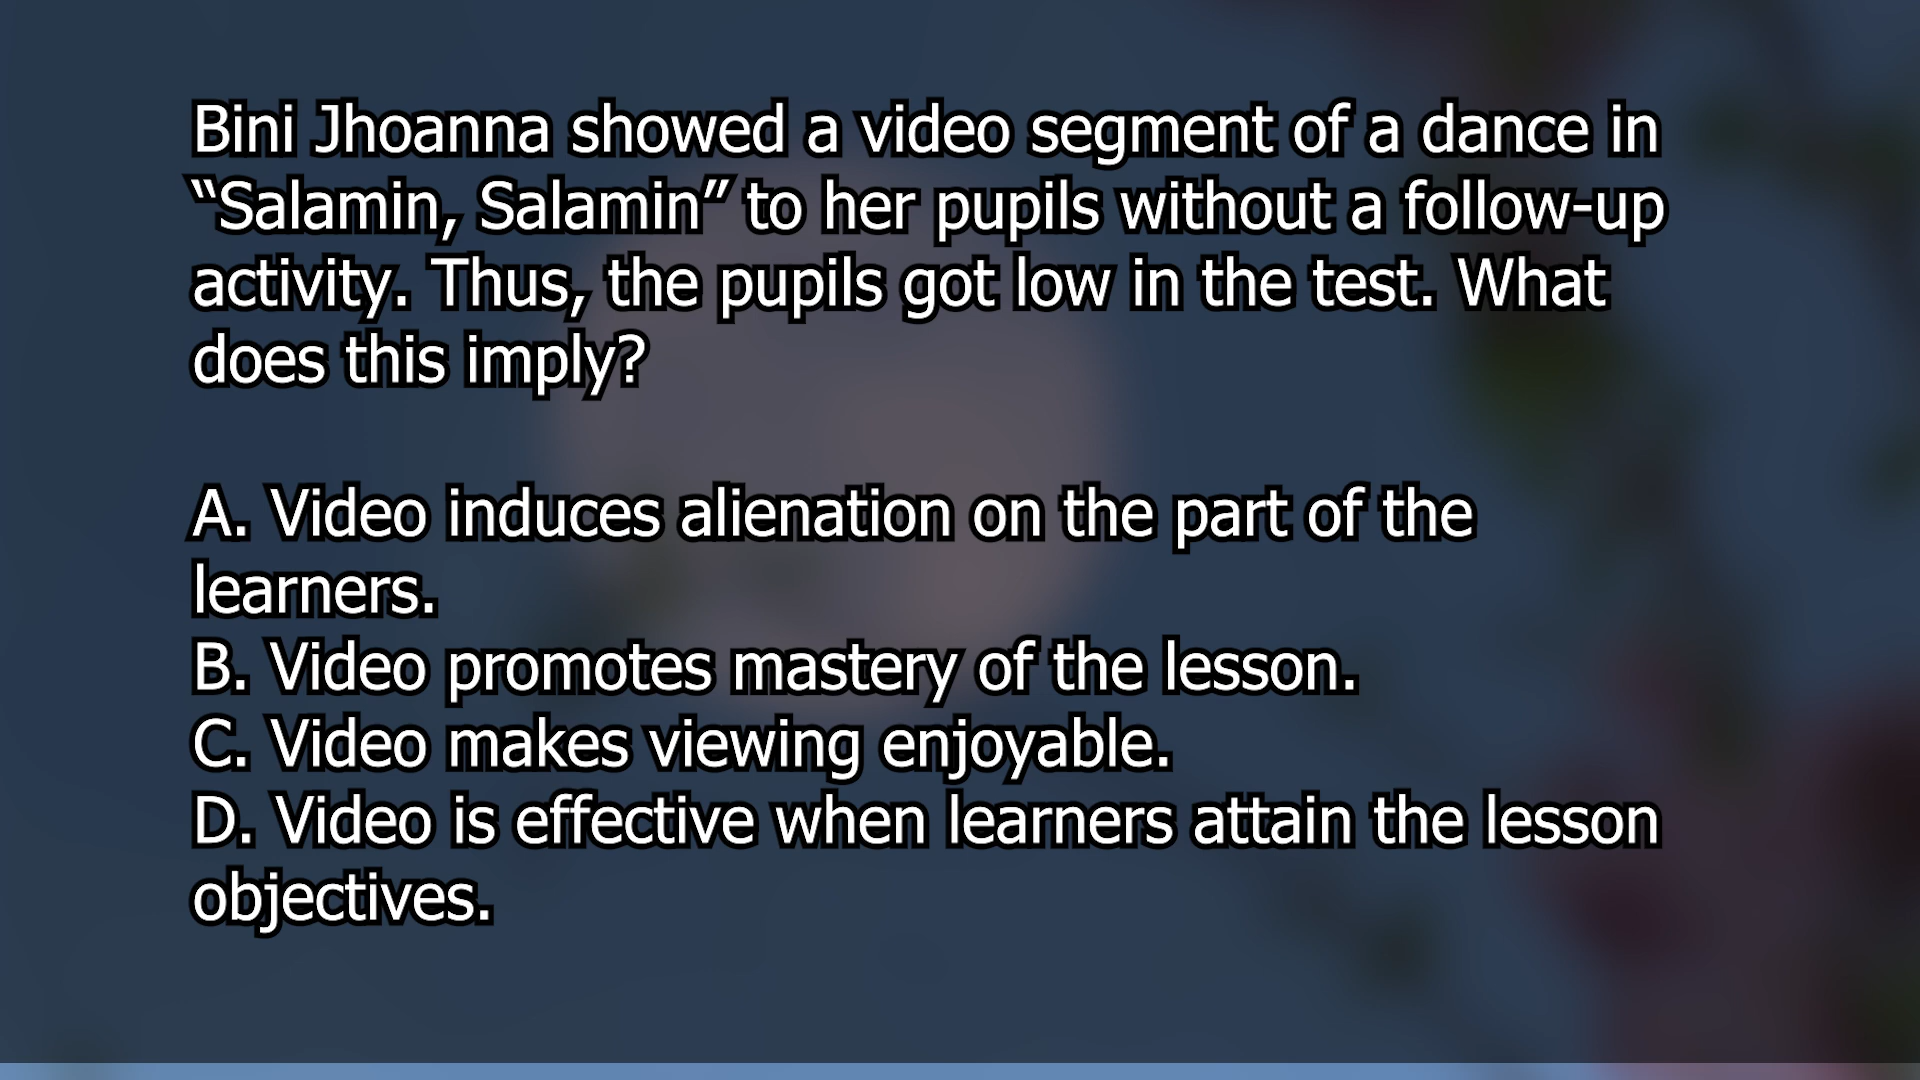 Bini Jhoanna showed a video segment of a dance in
“Salamin, Salamin” to her pupils without a follow-up
activity. Thus, the pupils got low in the test. What
does this imply?
A. Video induces alienation on the part of the
learners.
B. Video promotes mastery of the lesson.
C. Video makes viewing enjoyable.
D. Video is effective when learners attain the lesson
objectives.